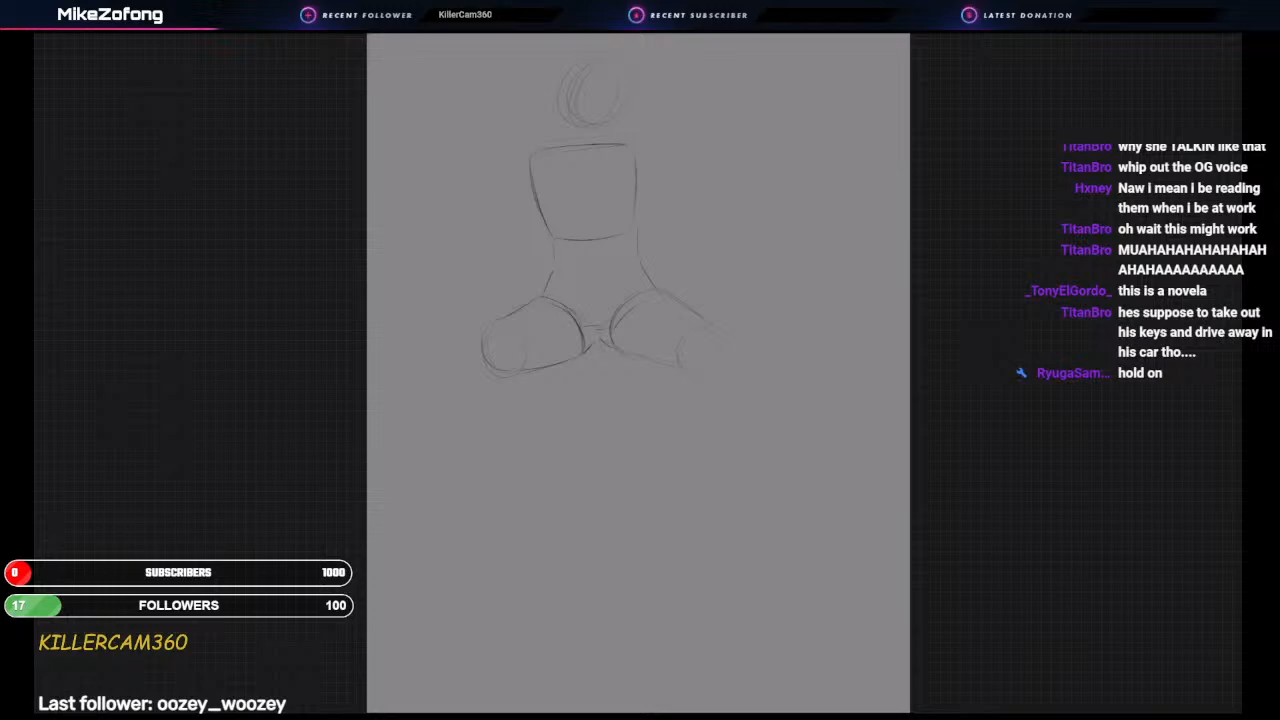 MikeZofong
RECENT FOLLOWER
KillerCam360
RECENT SUBSCRIBER
LATEST DONATION
TitanBro why she TALKIN like that
TitanBro whip out the OG voice
Hxney Naw i mean i be reading
them when i be at work
TitanBro oh wait this might work
TitanBro MUAHAHAHAHAHAHAH
AHAHAAAAAAAAAA
_TonyElGordo_ this is a novela
TitanBro hes suppose to take out
his keys and drive away in
his car tho....
RyugaSam... hold on
0 SUBSCRIBERS 1000
17 FOLLOWERS 100
KILLERCAM360
Last follower: oozey_woozey